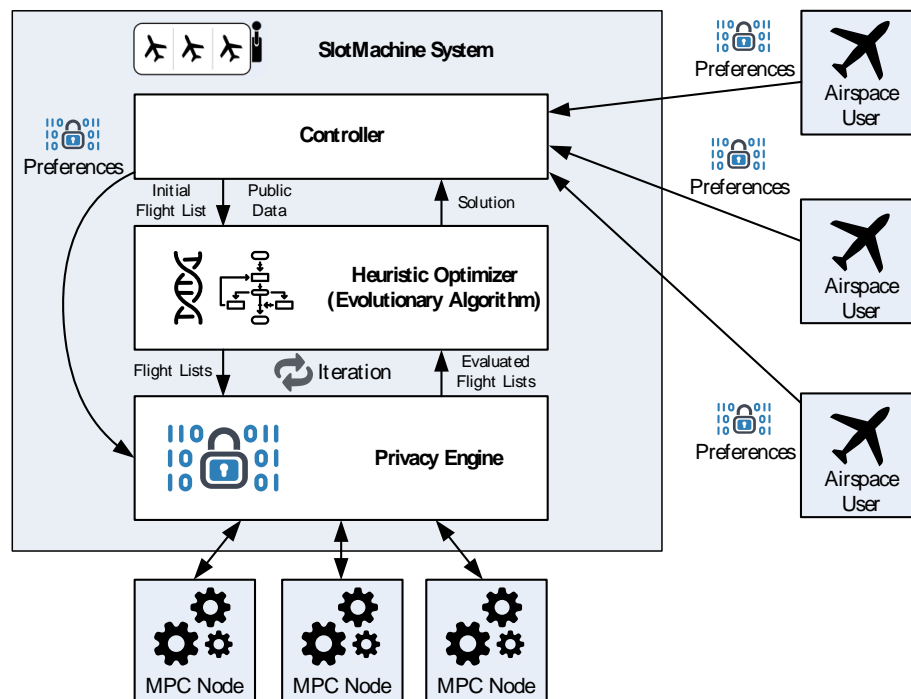 SlotMachine System
Preferences
Airspace
User
Controller
Preferences
Preferences
Airspace
User
Initial
Flight List
Public
Data
Solution
Heuristic Optimizer
(Evolutionary Algorithm)
Flight Lists
Iteration
Evaluated
Flight Lists
Preferences
Airspace
User
Privacy Engine
MPC Node
MPC Node
MPC Node